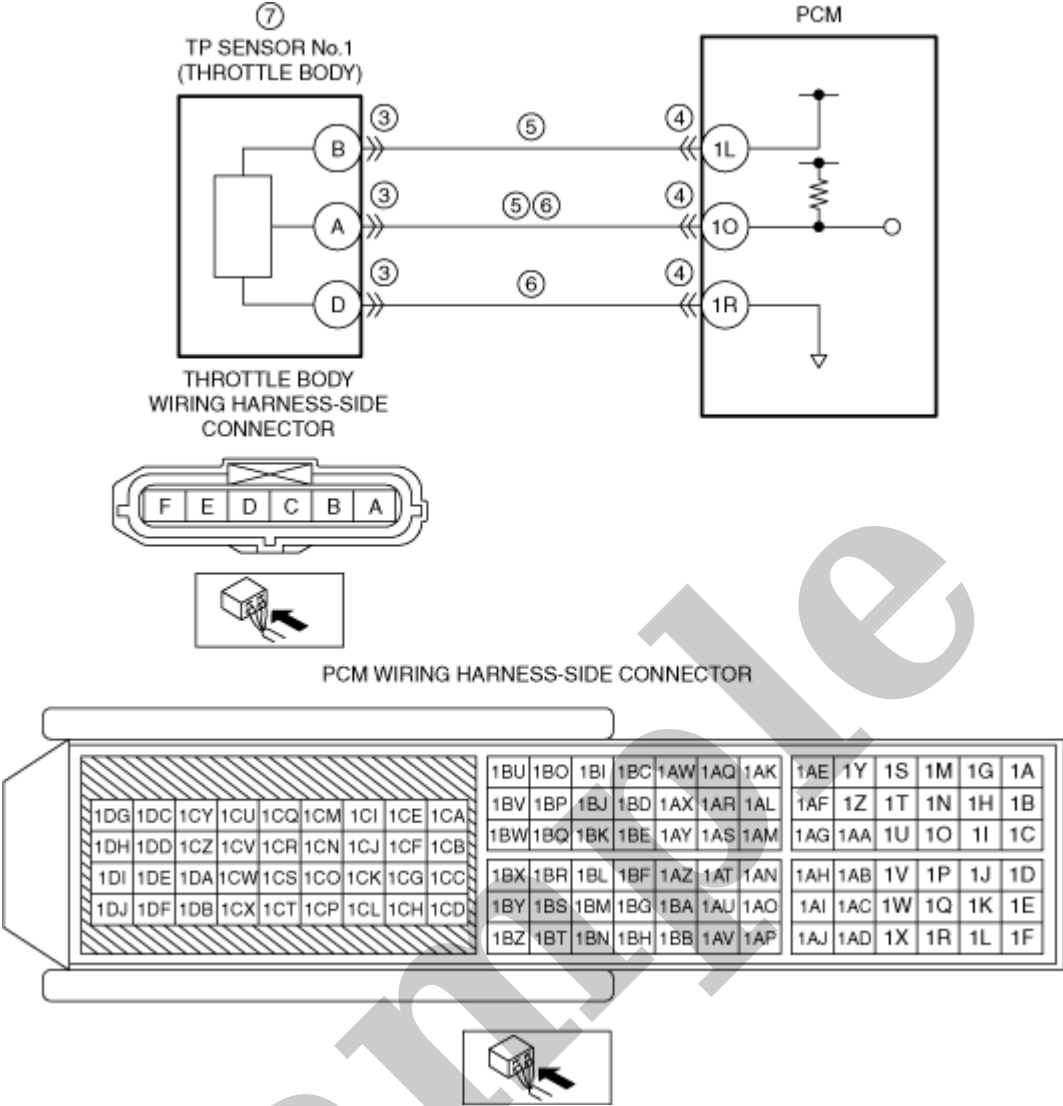 ⑦
TP SENSOR No.1
(THROTTLE BODY)
PCM
B ③ ⑤ ④ 1L
A ③ ⑤⑥ ④ 1O
D ③ ⑥ ④ 1R
THROTTLE BODY
WIRING HARNESS-SIDE
CONNECTOR
F E D C B A
PCM WIRING HARNESS-SIDE CONNECTOR
1BU 1BO 1BI 1BC 1AW 1AQ 1AK 1AE 1Y 1S 1M 1G 1A
1DG 1DC 1CY 1CU 1CQ 1CM 1CI 1CE 1CA 1BV 1BP 1BJ 1BD 1AX 1AR 1AL 1AF 1Z 1T 1N 1H 1B
1DH 1DD 1CZ 1CV 1CR 1CN 1CJ 1CF 1CB 1BW 1BQ 1BK 1BE 1AY 1AS 1AM 1AG 1AA 1U 1O 1I 1C
1DI 1DE 1DA 1CW 1CS 1CO 1CK 1CG 1CC 1BX 1BR 1BL 1BF 1AZ 1AT 1AN 1AH 1AB 1V 1P 1J 1D
1DJ 1DF 1DB 1CX 1CT 1CP 1CL 1CH 1CD 1BY 1BS 1BM 1BG 1BA 1AU 1AO 1AI 1AC 1W 1Q 1K 1E
1BZ 1BT 1BN 1BH 1BB 1AV 1AP 1AJ 1AD 1X 1R 1L 1F
mple